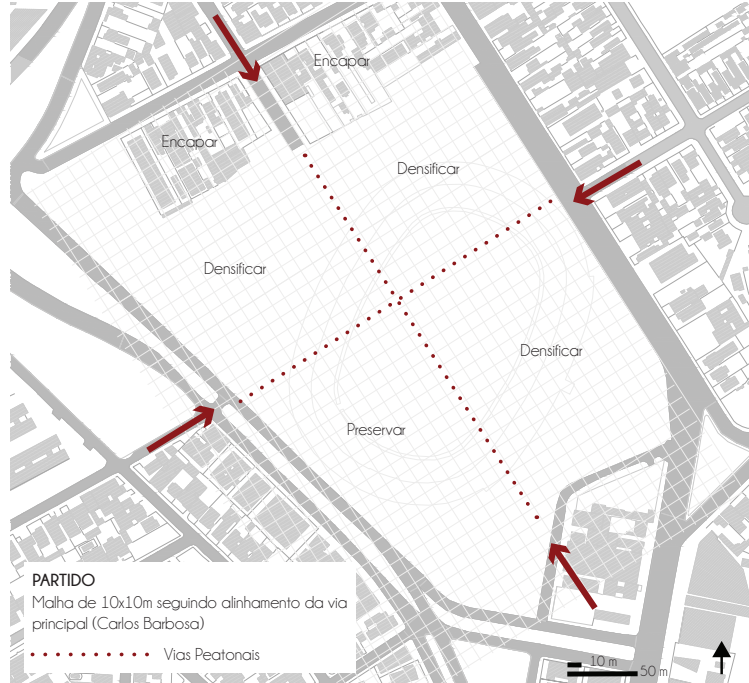 Encapar
Encapar
Densificar
Densificar
Densificar
Preservar
PARTIDO
Malha de 10x10m seguindo alinhamento da via
principal (Carlos Barbosa)
Vias Peatonais
10 m
50 m